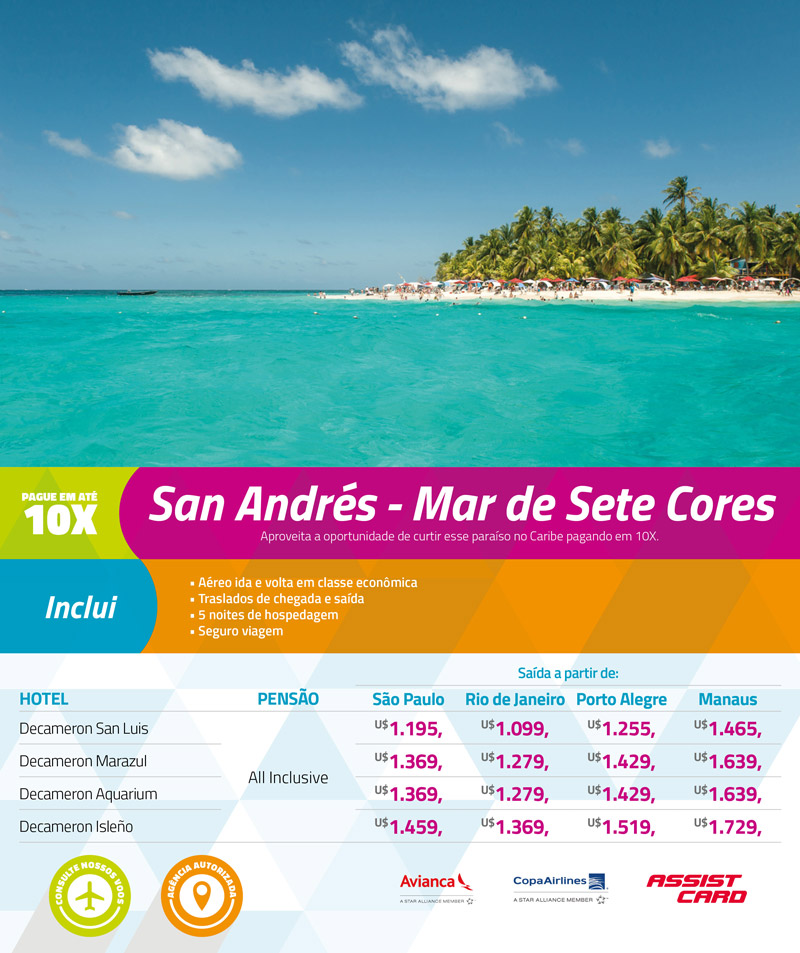 PAGUE EM ATÉ
10X
San Andrés - Mar de Sete Cores
Aproveita a oportunidade de curtir esse paraíso no Caribe pagando em 10X.
Inclui
• Aéreo ida e volta em classe econômica
• Traslados de chegada e saída
• 5 noites de hospedagem
• Seguro viagem
Saída a partir de:
HOTEL PENSÃO São Paulo Rio de Janeiro Porto Alegre Manaus
Decameron San Luis U$1.195, U$1.099, U$1.255, U$1.465,
Decameron Marazul U$1.369, U$1.279, U$1.429, U$1.639,
All Inclusive
Decameron Aquarium U$1.369, U$1.279, U$1.429, U$1.639,
Decameron Isleño U$1.459, U$1.369, U$1.519, U$1.729,
CONSULTE NOSSOS VOOS
AGÊNCIA AUTORIZADA
Avianca
A STAR ALLIANCE MEMBER
CopaAirlines
A STAR ALLIANCE MEMBER
ASSIST
CARD